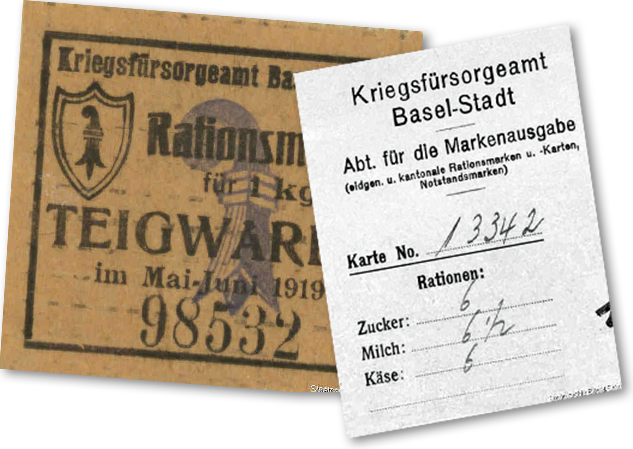 Kriegsfürsorgeamt Ba
Rationsm
für 1 kg
TEIGWARE
im Mai-Juni 1919
98532
Kriegsfürsorgeamt
Basel-Stadt
Abt. für die Markenausgabe
(eidgen. u. kantonale Rationsmarken u. -Karten,
Notstandsmarken)
Karte No. 13342
Rationen:
Zucker: 6
Milch: 6 1/2
Käse: 6